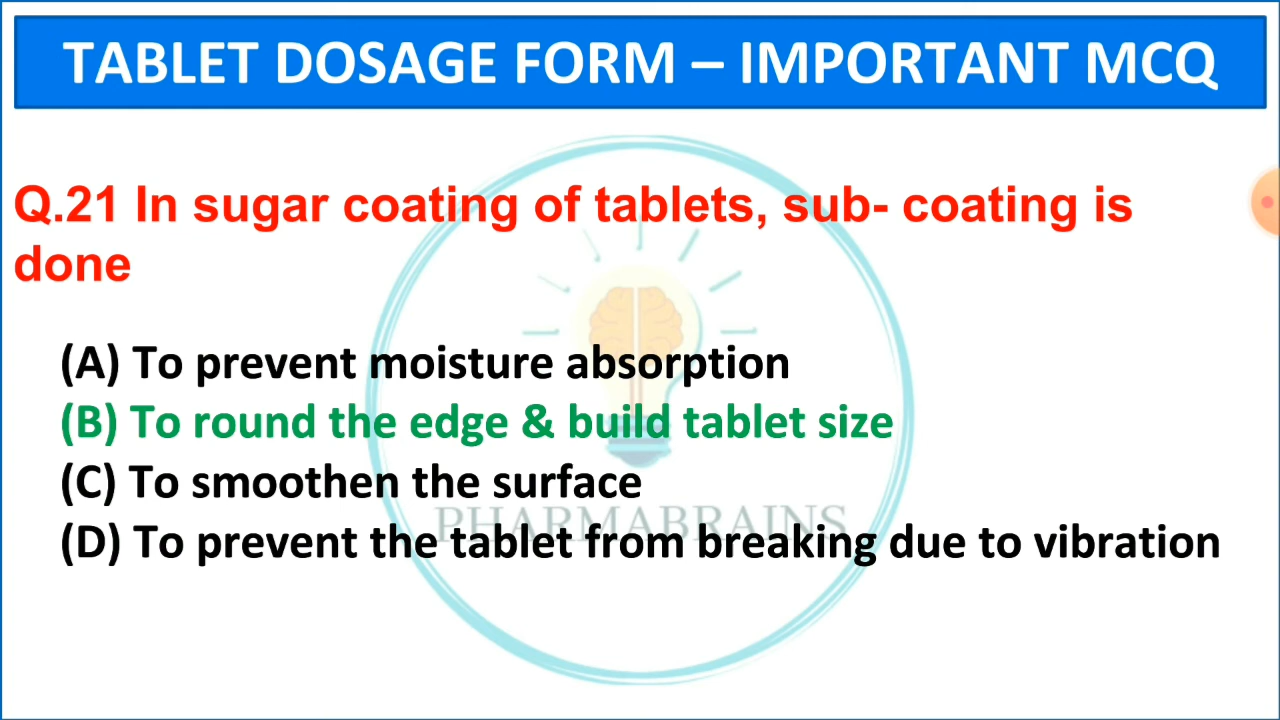 TABLET DOSAGE FORM – IMPORTANT MCQ
Q.21 In sugar coating of tablets, sub- coating is
done
(A) To prevent moisture absorption
(B) To round the edge & build tablet size
(C) To smoothen the surface
PHARMABRAINS
(D) To prevent the tablet from breaking due to vibration